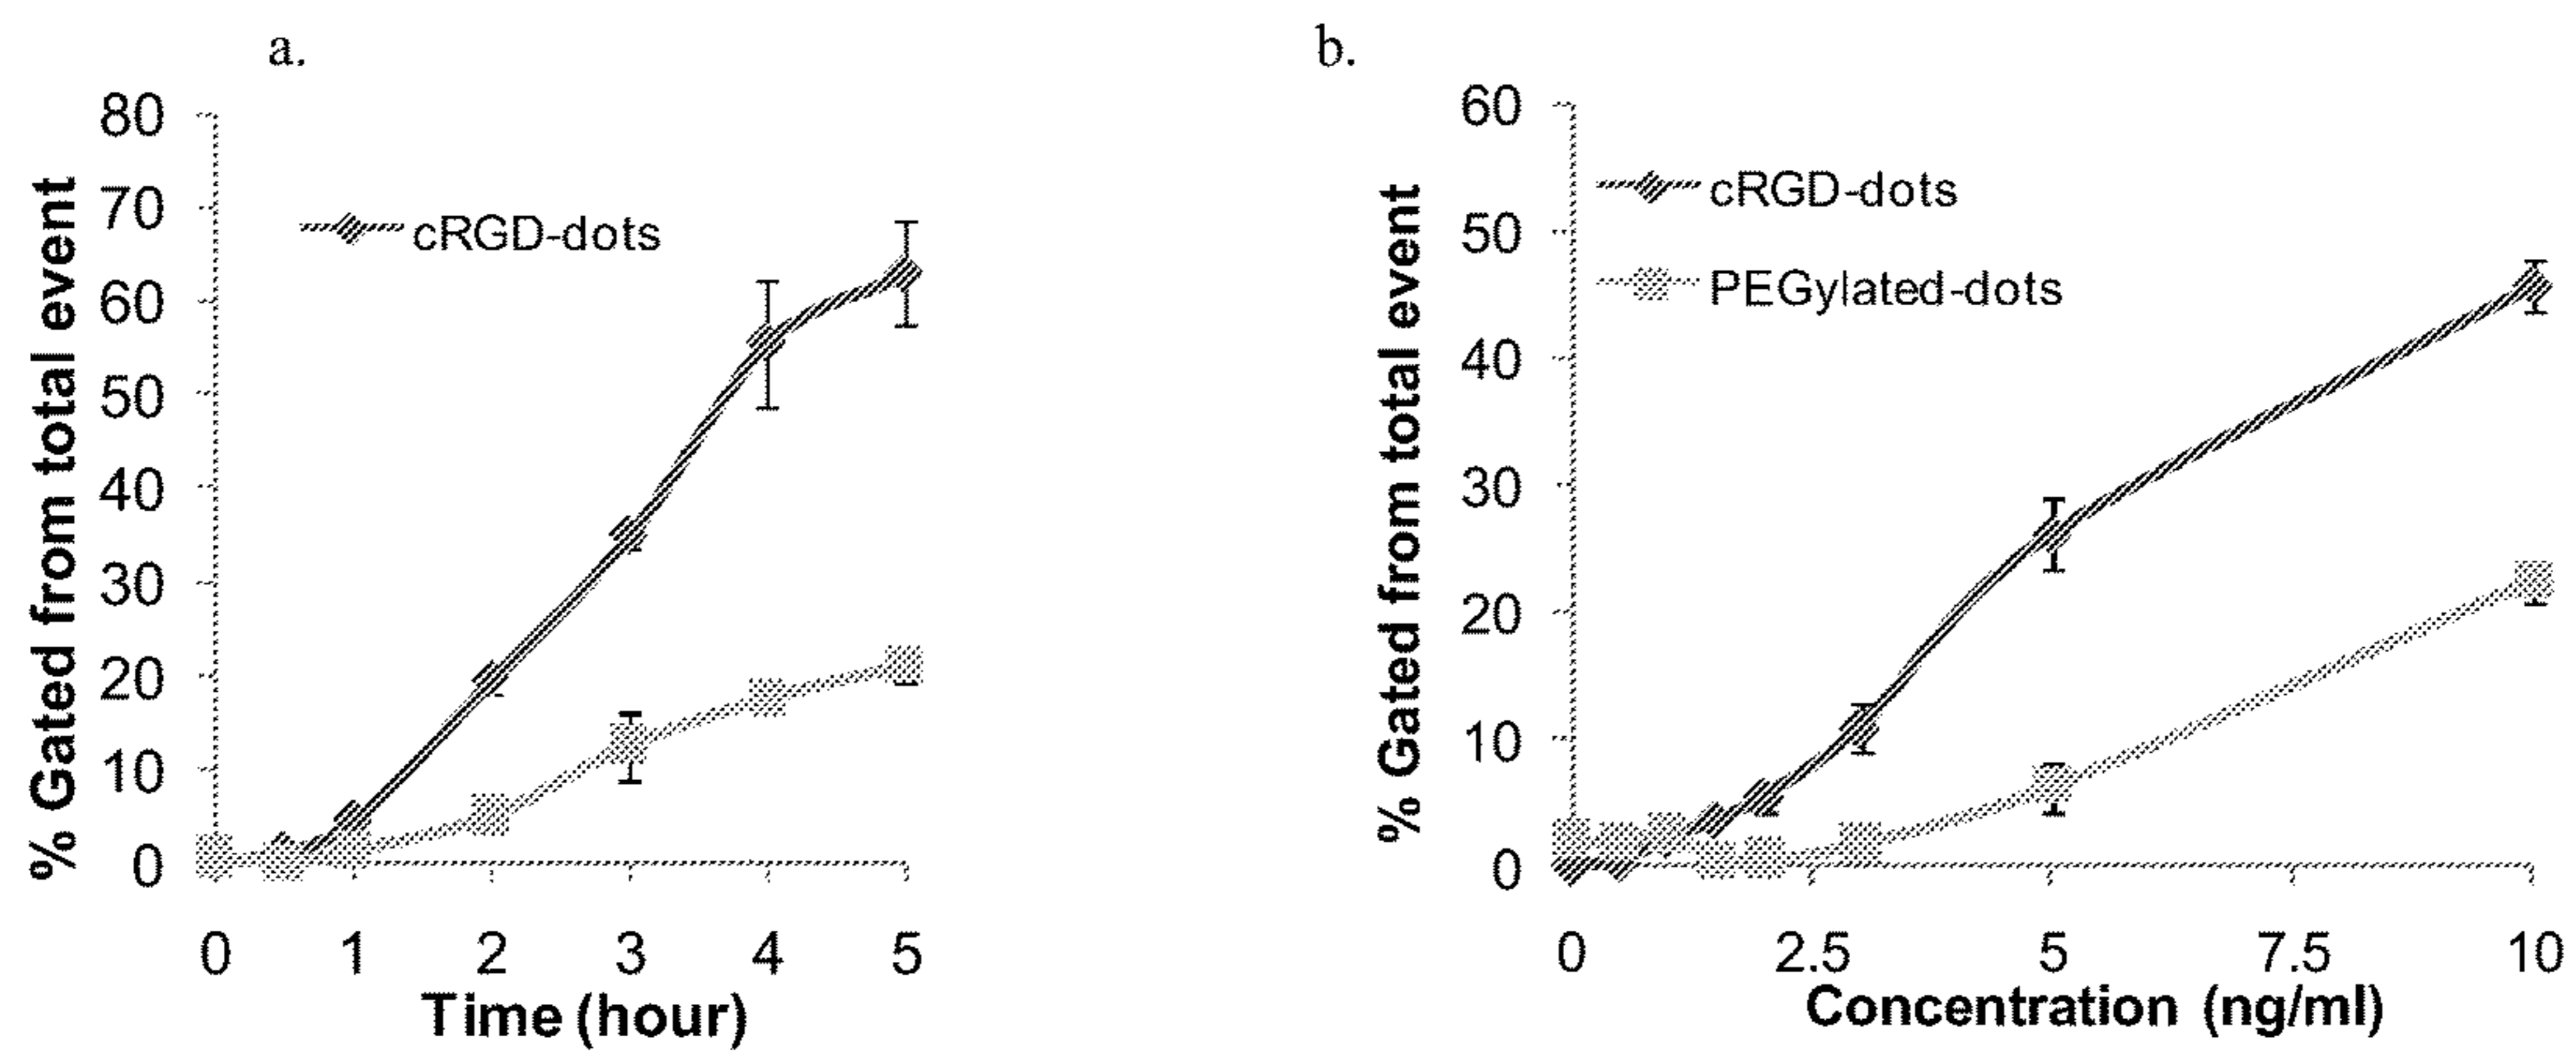 a.
% Gated from total event
80
70
60
50
40
30
20
10
0
cRGD-dots
0 1 2 3 4 5
Time (hour)
b.
% Gated from total event
60
50
40
30
20
10
0
cRGD-dots
PEGylated-dots
0 2.5 5 7.5 10
Concentration (ng/ml)